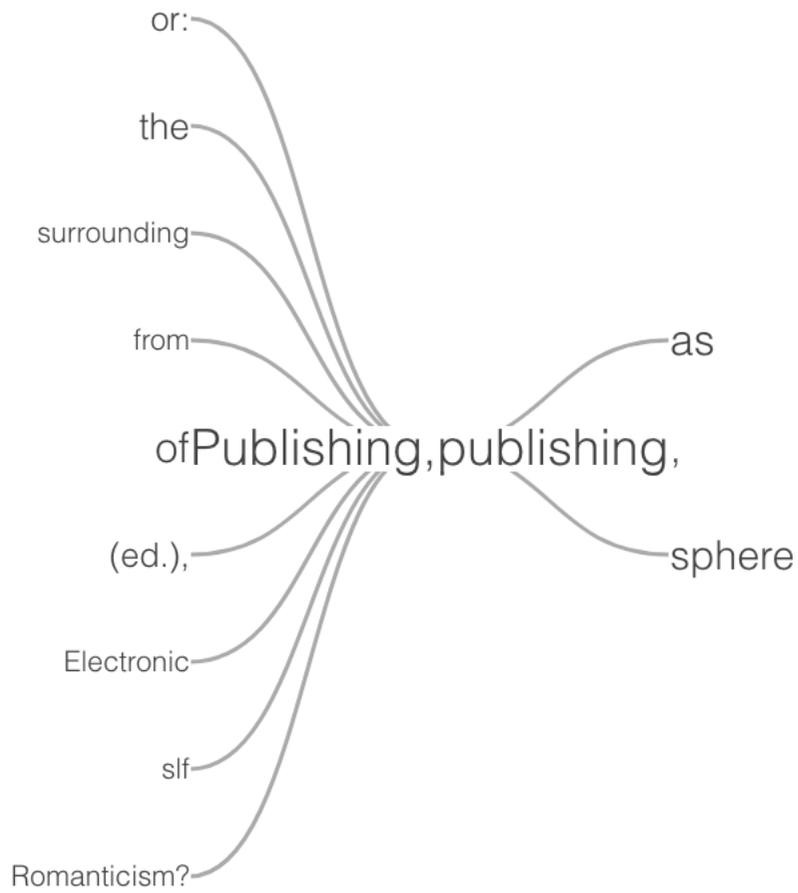 or:
the
surrounding
from
as
ofPublishing,publishing,,
(ed.),
sphere
Electronic
slf
Romanticism?